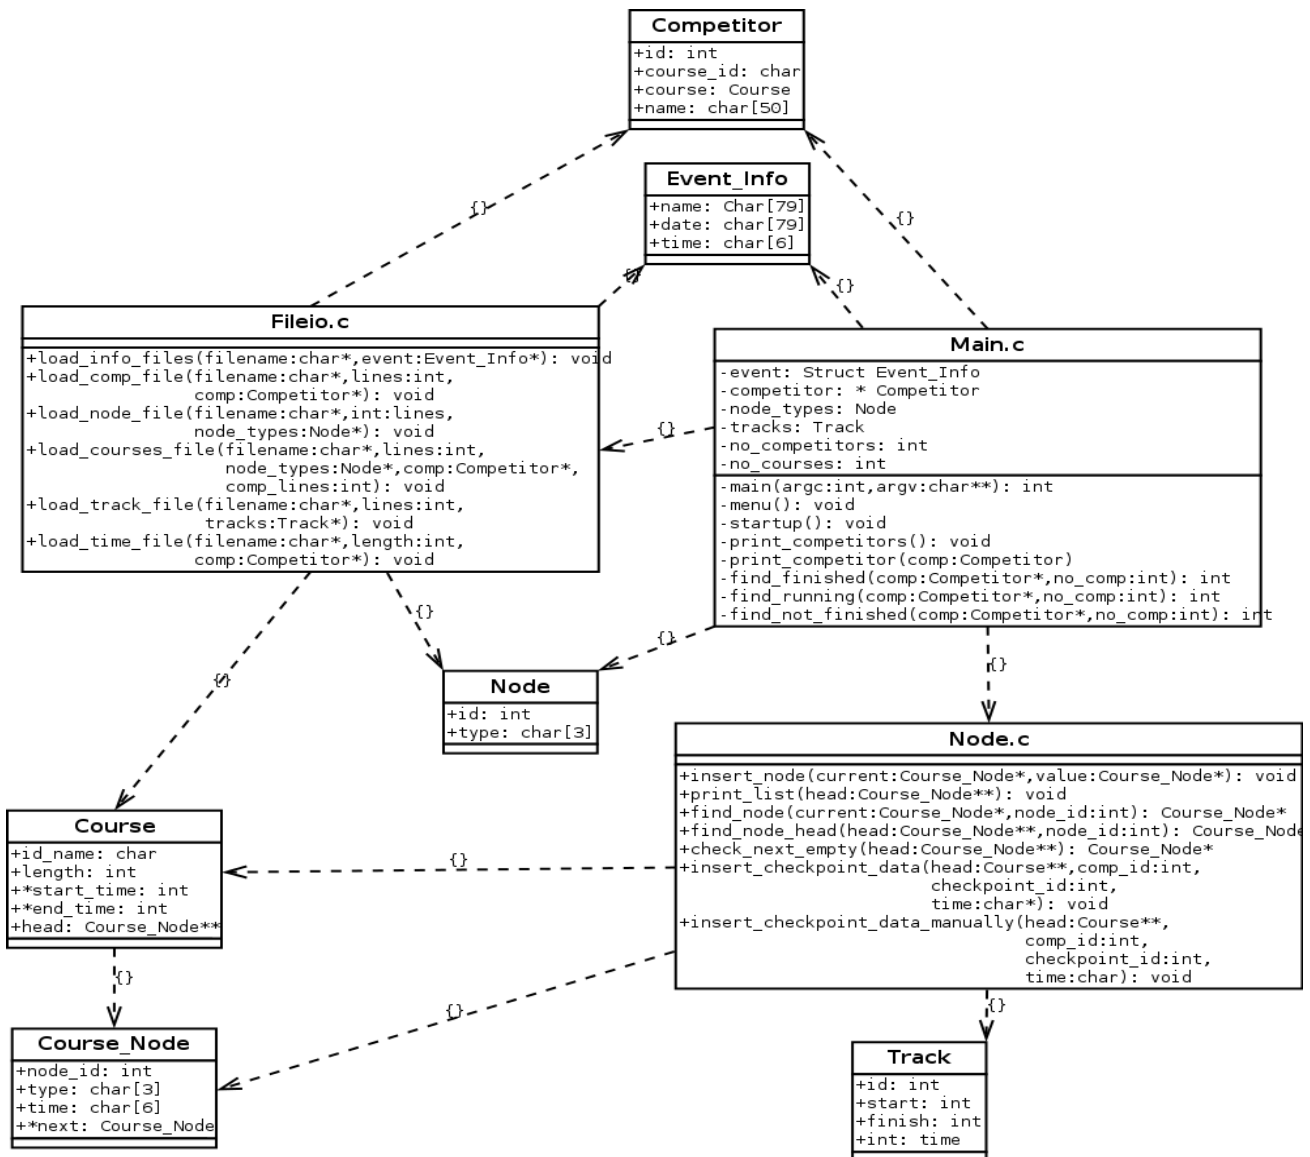 Competitor
+id: int
+course_id: char
+course: Course
+name: char[50]
{}
{}
Event_Info
+name: Char[79]
+date: char[79]
+time: char[6]
{}
{}
Fileio.c
+load_info_files(filename:char*,event:Event_Info*): void
+load_comp_file(filename:char*,lines:int,
comp:Competitor*): void
+load_node_file(filename:char*,int:lines,
node_types:Node*): void
+load_courses_file(filename:char*,lines:int,
node_types:Node*,comp:Competitor*,
comp_lines:int): void
+load_track_file(filename:char*,lines:int,
tracks:Track*): void
+load_time_file(filename:char*,length:int,
comp:Competitor*): void
{}
Main.c
-event: Struct Event_Info
-competitor: * Competitor
-node_types: Node
-tracks: Track
-no_competitors: int
-no_courses: int
-main(argc:int,argv:char**): int
-menu(): void
-startup(): void
-print_competitors(): void
-print_competitor(comp:Competitor)
-find_finished(comp:Competitor*,no_comp:int): int
-find_running(comp:Competitor*,no_comp:int): int
-find_not_finished(comp:Competitor*,no_comp:int): int
{}
{}
{}
{}
Node
+id: int
+type: char[3]
Node.c
+insert_node(current:Course_Node*,value:Course_Node*): void
+print_list(head:Course_Node**): void
+find_node(current:Course_Node*,node_id:int): Course_Node*
+find_node_head(head:Course_Node**,node_id:int): Course_Node
+check_next_empty(head:Course_Node**): Course_Node*
+insert_checkpoint_data(head:Course**,comp_id:int,
checkpoint_id:int,
time:char*): void
+insert_checkpoint_data_manually(head:Course**,
comp_id:int,
checkpoint_id:int,
time:char): void
Course
+id_name: char
+length: int
+*start_time: int
+*end_time: int
+head: Course_Node**
{}
{}
{}
{}
Course_Node
+node_id: int
+type: char[3]
+time: char[6]
+*next: Course_Node
Track
+id: int
+start: int
+finish: int
+int: time